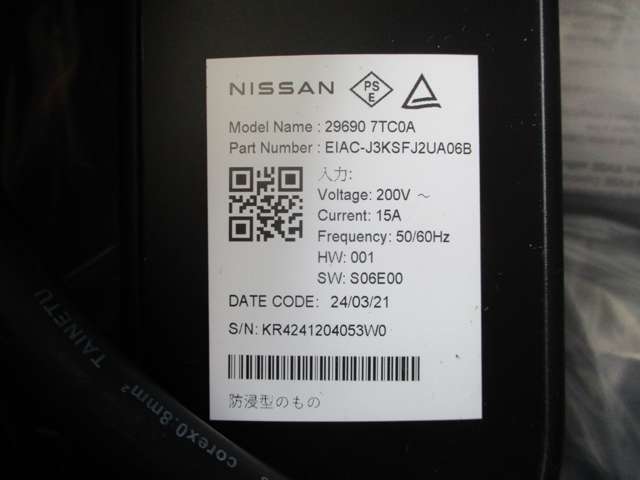 NISSAN PS E
Model Name : 29690 7TC0A
Part Number : EIAC-J3KSFJ2UA06B
入力:
Voltage: 200V ～
Current: 15A
Frequency: 50/60Hz
HW: 001
SW: S06E00
DATE CODE: 24/03/21
S/N: KR4241204053W0
防浸型のもの
TAINETU
corex0.8mm²